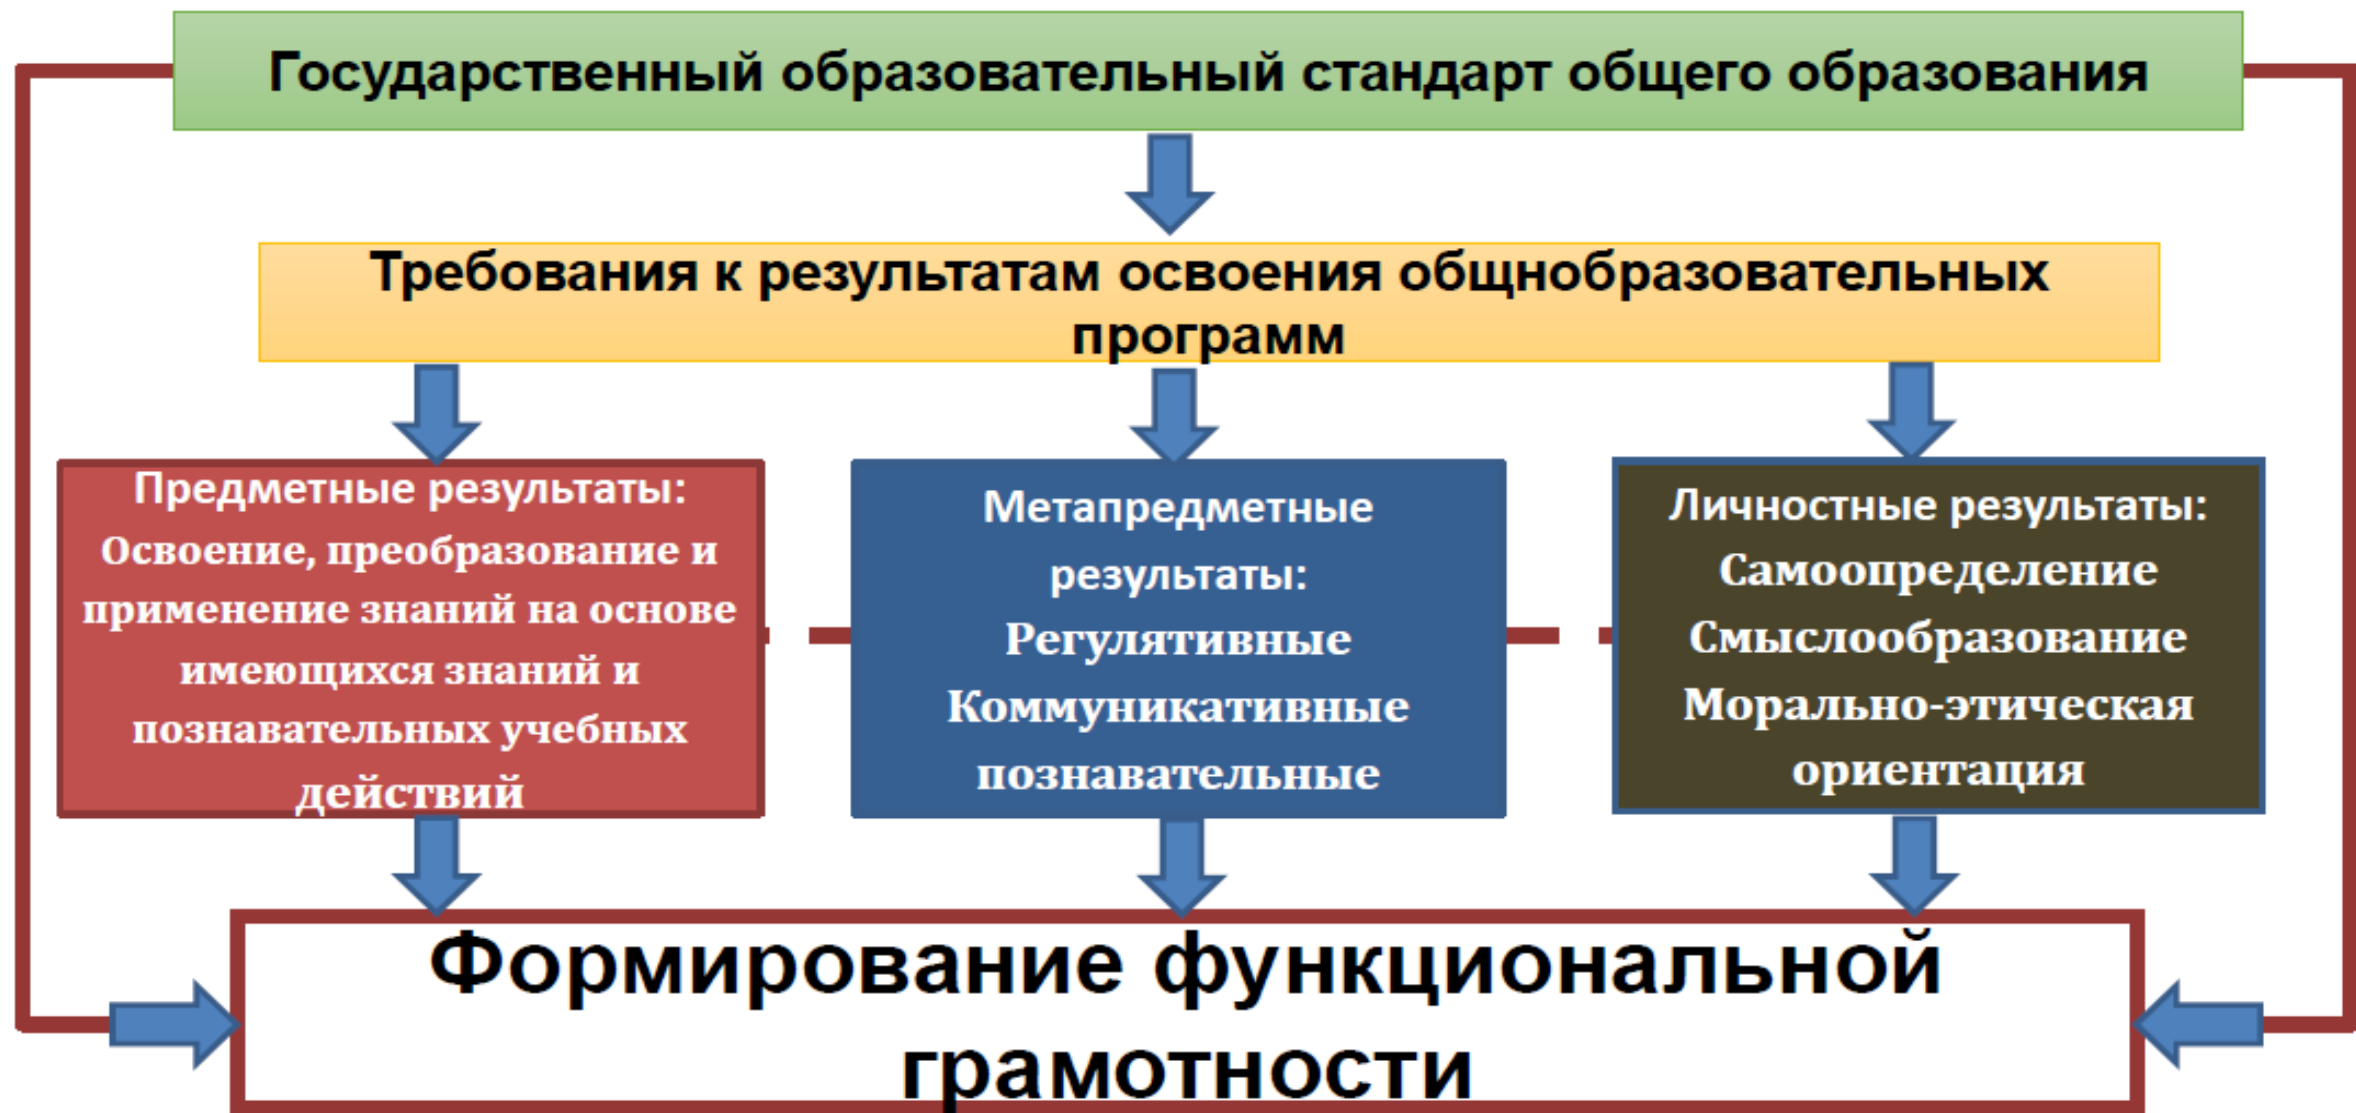 Государственный образовательный стандарт общего образования
Требования к результатам освоения общнобразовательных
программ
Предметные результаты:
Освоение, преобразование и
применение знаний на основе
имеющихся знаний и
познавательных учебных
действий
Метапредметные
результаты:
Регулятивные
Коммуникативные
познавательные
Личностные результаты:
Самоопределение
Смыслообразование
Морально-этическая
ориентация
Формирование функциональной
грамотности